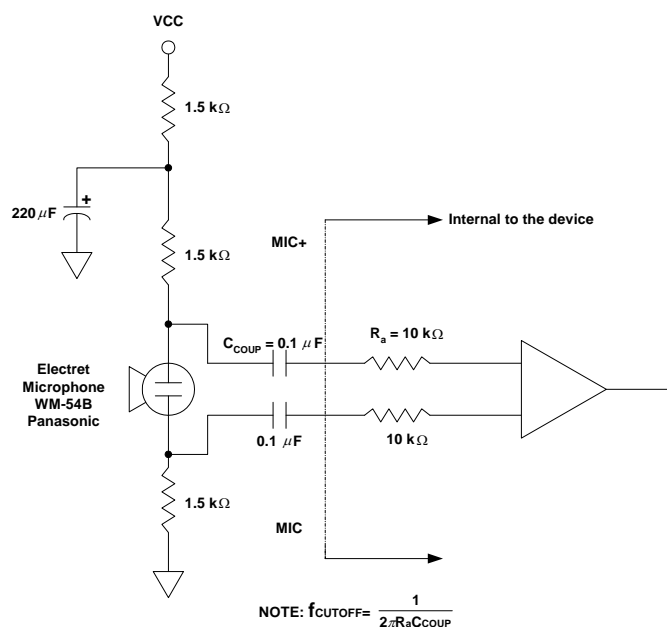 VCC
1.5 kΩ
220 μF
+
1.5 kΩ
MIC+
Internal to the device
Electret
Microphone
WM-54B
Panasonic
CCOUP = 0.1 μF
Ra = 10 kΩ
0.1 μF
10 kΩ
1.5 kΩ
MIC
NOTE: fCUTOFF= 1
2πRaCCOUP